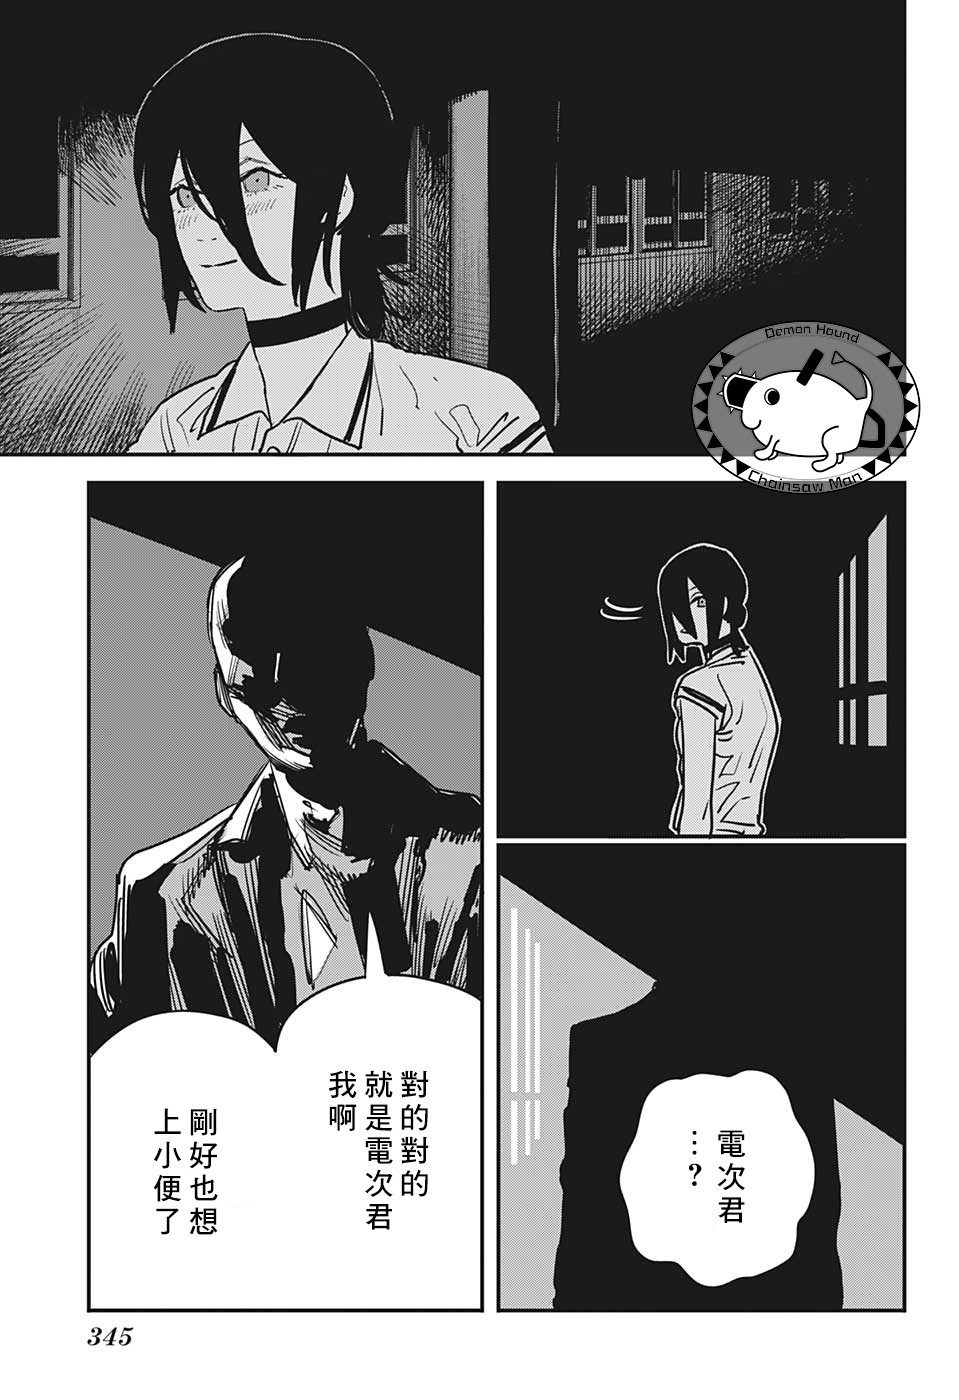 Demon Hound
Chainsaw Man
電次君
…?
對的對的
就是電次君
我啊
剛好也想
上小便了
345